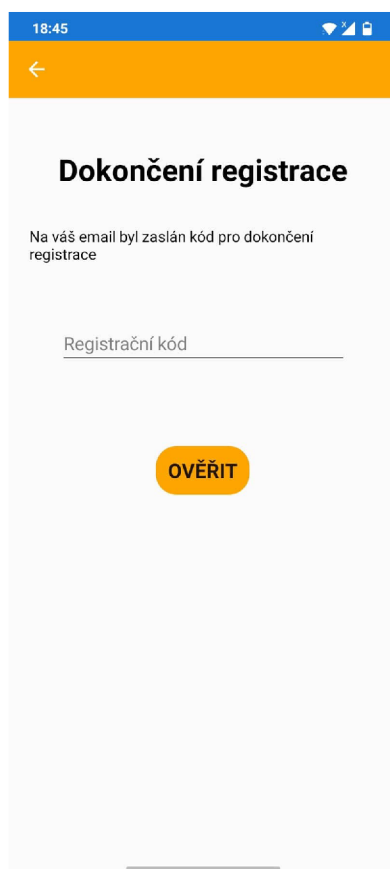 18:45
Dokončení registrace
Na váš email byl zaslán kód pro dokončení
registrace
Registrační kód
OVĚŘIT